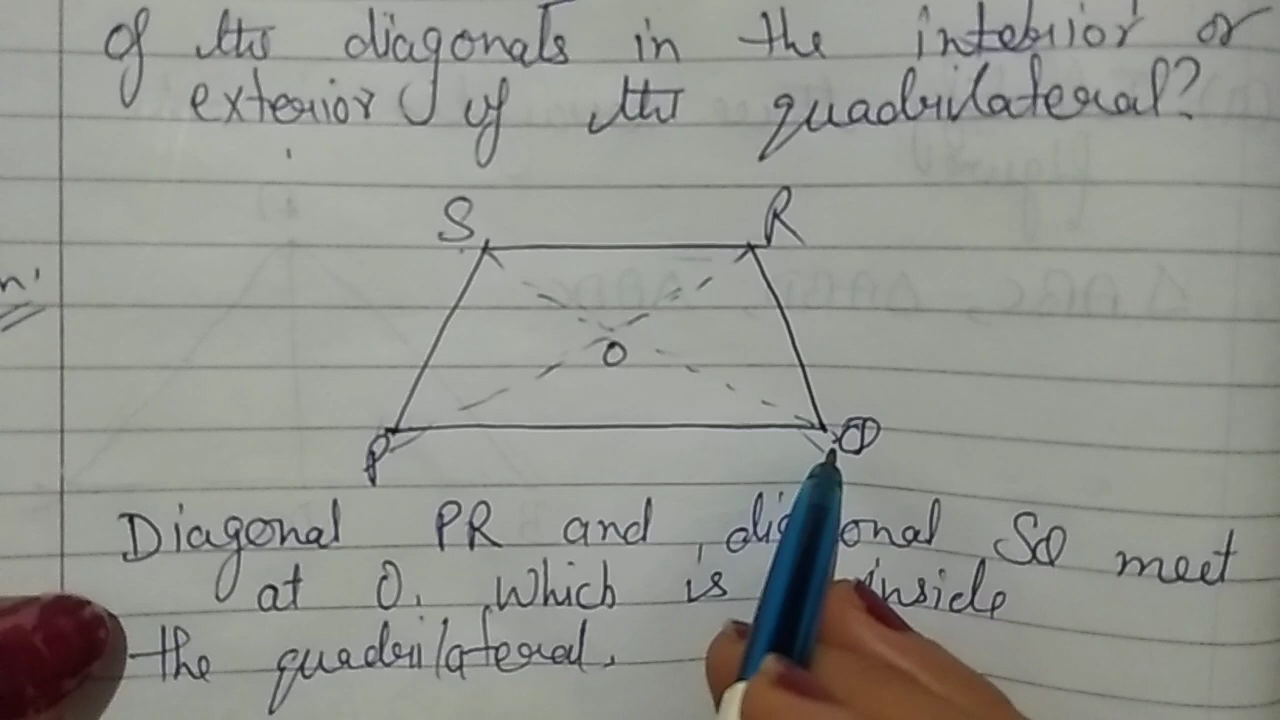 of the diagonals in the interior or
exterior of the quadrilateral?
S R
n.
O
P Q
Diagonal PR and, diagonal SQ meet
at O. Which is inside
the quadrilateral.